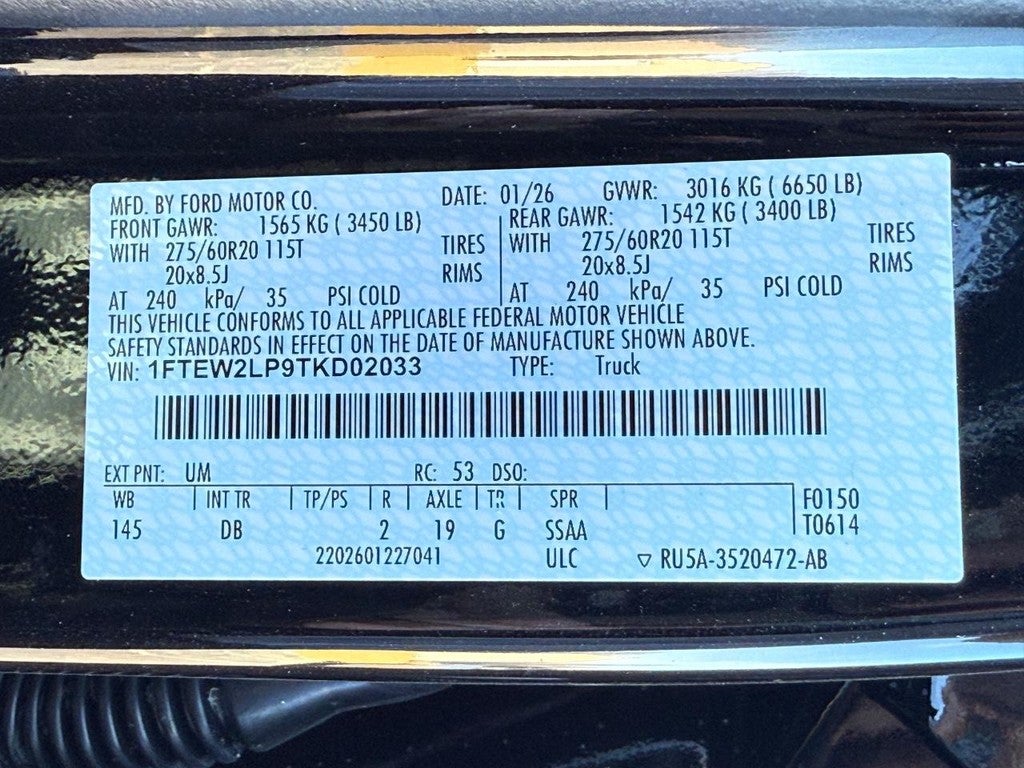 MFD. BY FORD MOTOR CO. DATE: 01/26 GVWR: 3016 KG ( 6650 LB)
FRONT GAWR: 1565 KG ( 3450 LB) REAR GAWR: 1542 KG ( 3400 LB)
WITH 275/60R20 115T TIRES WITH 275/60R20 115T TIRES
20x8.5J RIMS 20x8.5J RIMS
AT 240 kPa/ 35 PSI COLD AT 240 kPa/ 35 PSI COLD
THIS VEHICLE CONFORMS TO ALL APPLICABLE FEDERAL MOTOR VEHICLE
SAFETY STANDARDS IN EFFECT ON THE DATE OF MANUFACTURE SHOWN ABOVE.
VIN: 1FTEW2LP9TKD02033 TYPE: Truck
EXT PNT: UM RC: 53 DSO:
WB INT TR TP/PS R AXLE TR SPR F0150
145 DB 2 19 G SSAA T0614
2202601227041 ULC ▽ RU5A-3520472-AB